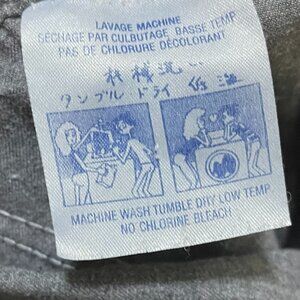 LAVAGE MACHINE
SÉCHAGE PAR CULBUTAGE BASSE TEMP
PAS DE CHLORURE DÉCOLORANT
機械洗い
タンブル ドライ 低温
MACHINE WASH TUMBLE DRY LOW TEMP
NO CHLORINE BLEACH